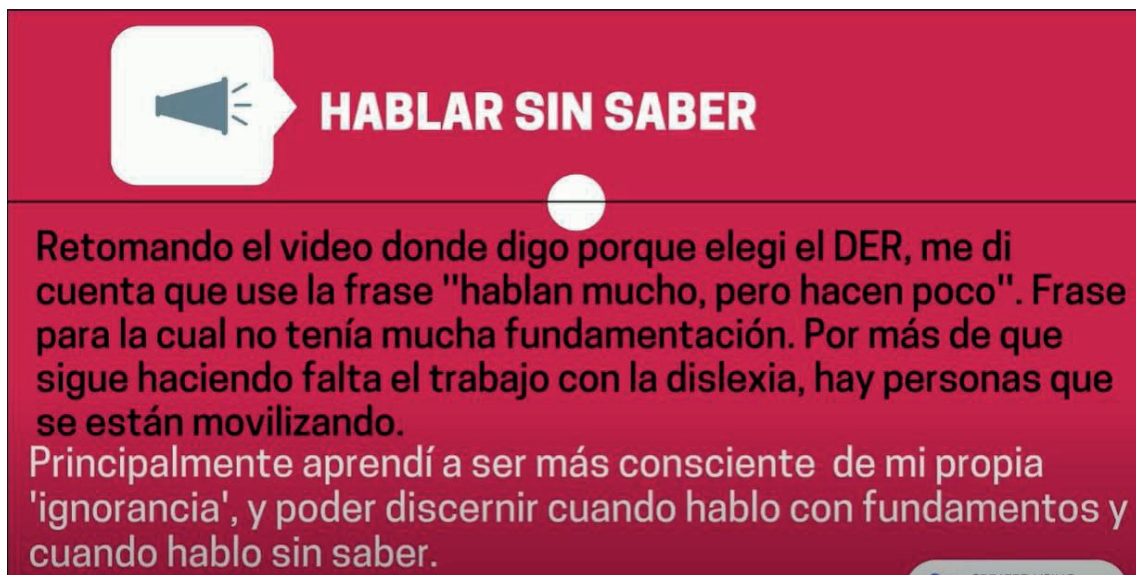 HABLAR SIN SABER
Retomando el video donde digo porque elegi el DER, me di
cuenta que use la frase "hablan mucho, pero hacen poco". Frase
para la cual no tenía mucha fundamentación. Por más de que
sigue haciendo falta el trabajo con la dislexia, hay personas que
se están movilizando.
Principalmente aprendí a ser más consciente de mi propia
'ignorancia', y poder discernir cuando hablo con fundamentos y
cuando hablo sin saber.